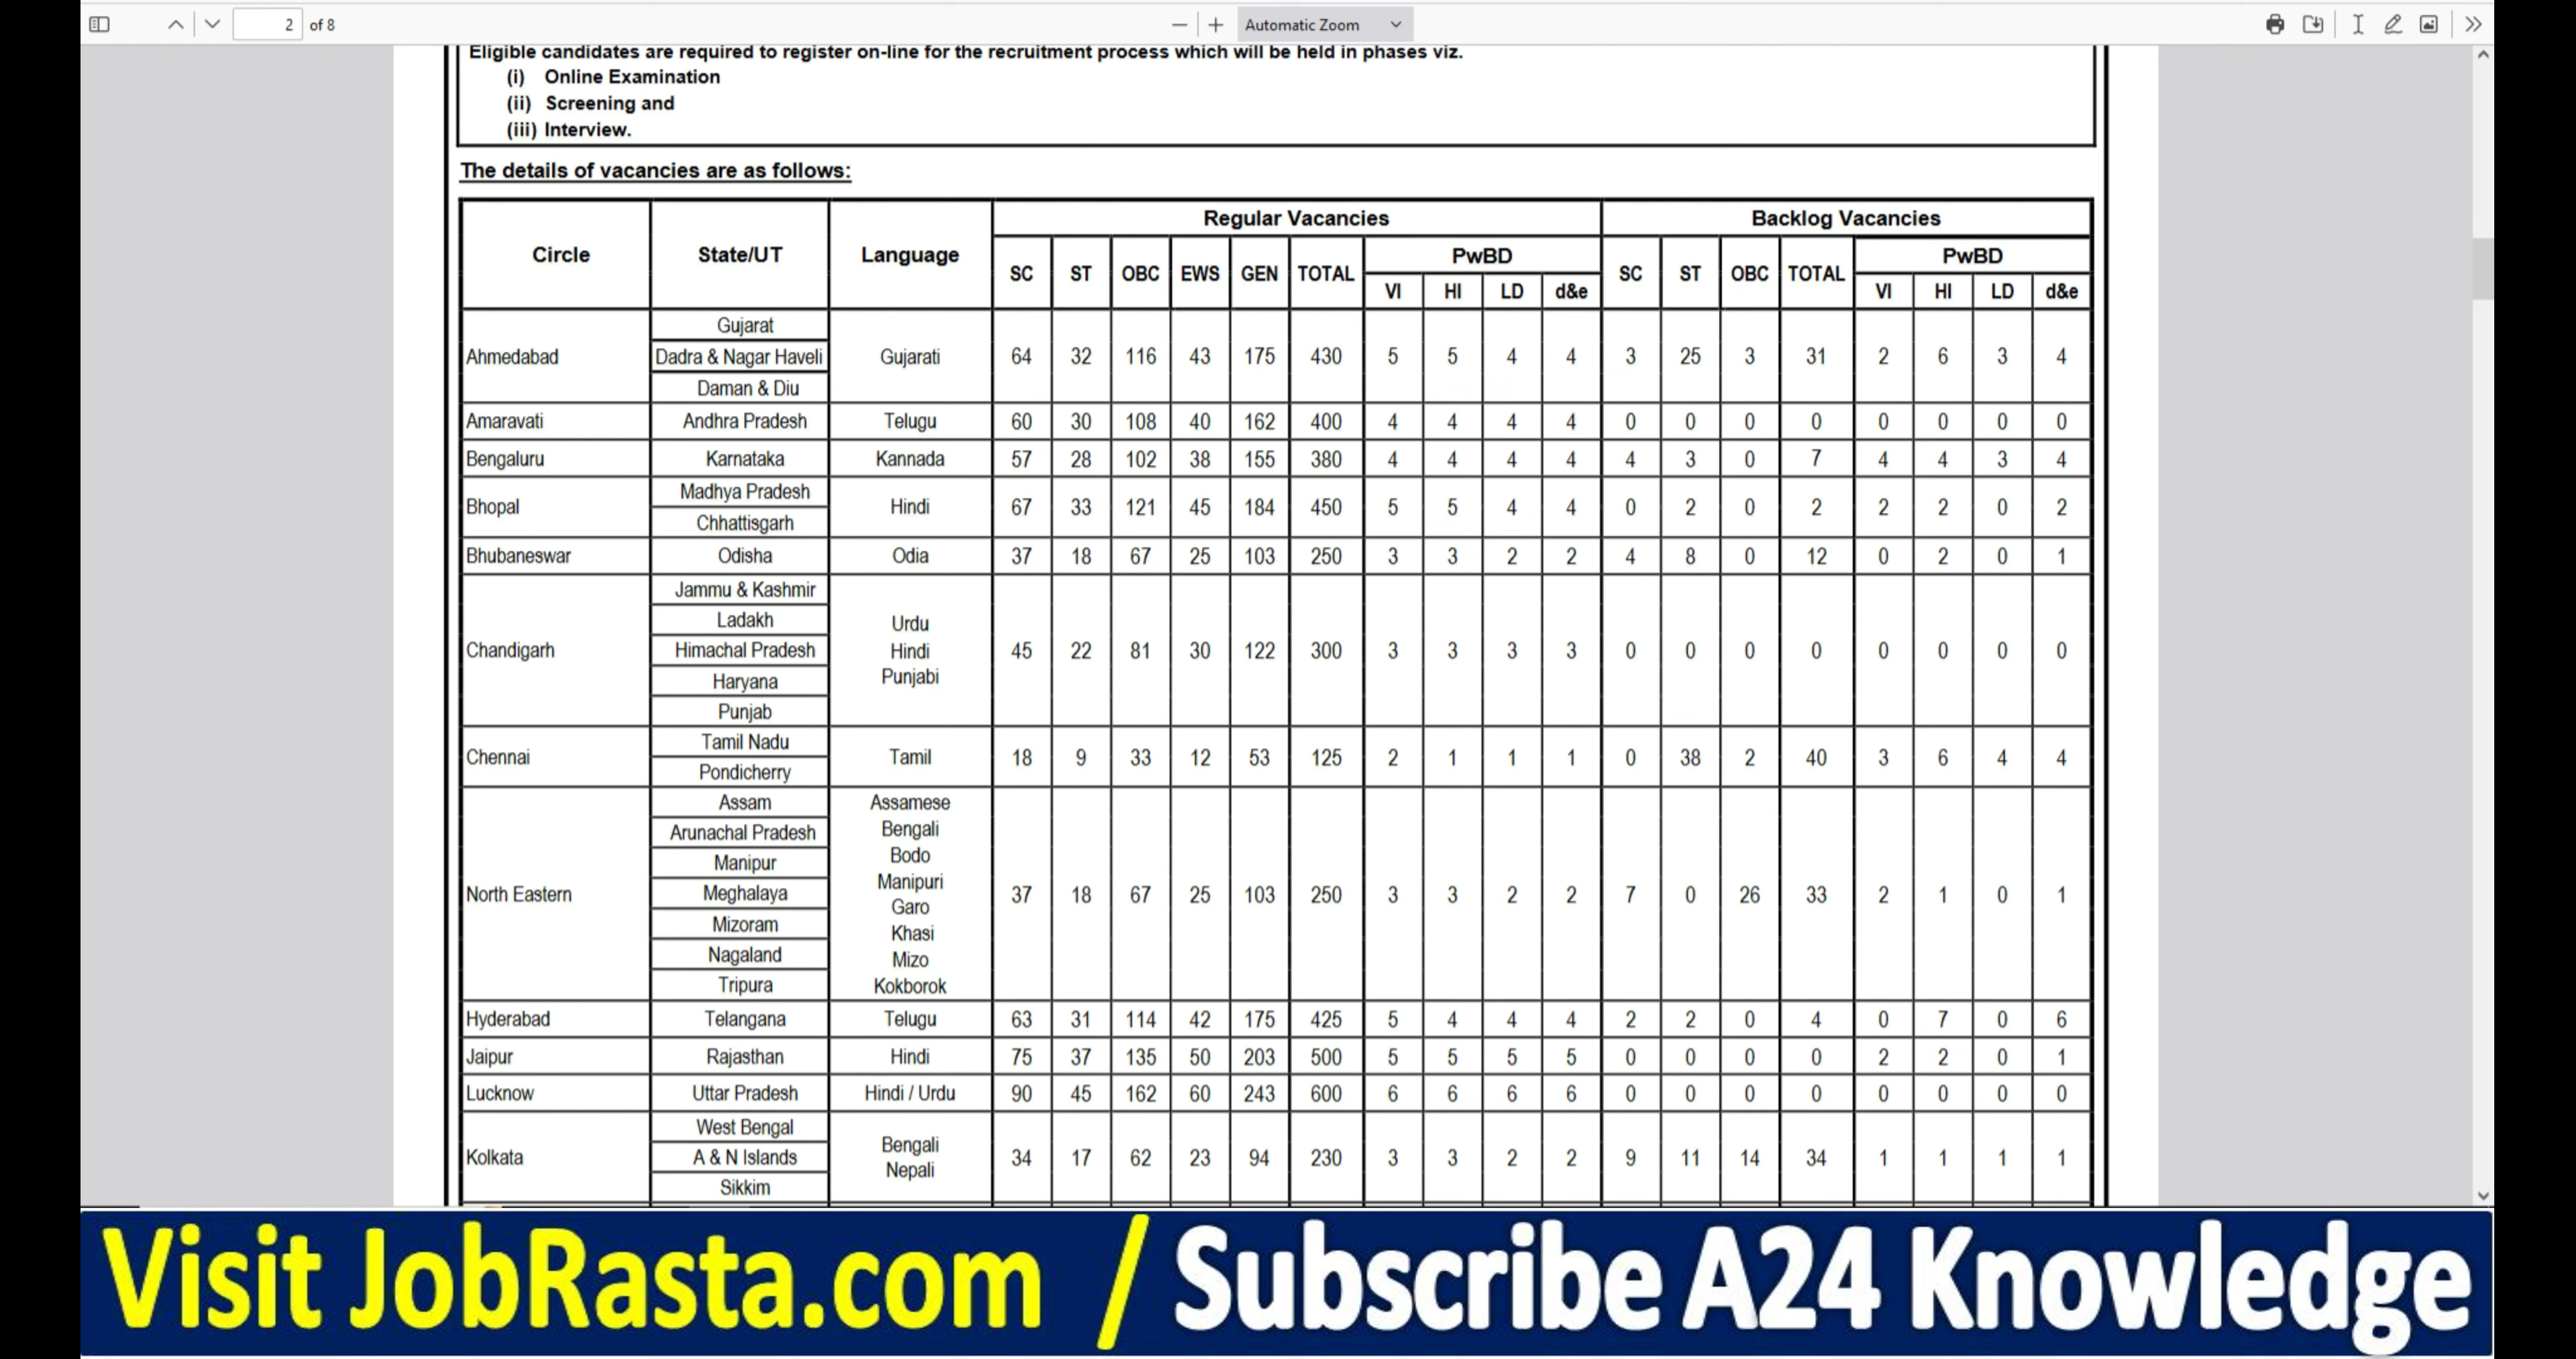 2 of 8
Automatic Zoom
Eligible candidates are required to register on-line for the recruitment process which will be held in phases viz.
(i) Online Examination
(ii) Screening and
(iii) Interview.
The details of vacancies are as follows:
Circle State/UT Language Regular Vacancies Backlog Vacancies
SC ST OBC EWS GEN TOTAL PwBD SC ST OBC TOTAL PwBD
VI HI LD d&e VI HI LD d&e
Gujarat
Ahmedabad Dadra & Nagar Haveli Gujarati 64 32 116 43 175 430 5 5 4 4 3 25 3 31 2 6 3 4
Daman & Diu
Amaravati Andhra Pradesh Telugu 60 30 108 40 162 400 4 4 4 4 0 0 0 0 0 0 0 0
Bengaluru Karnataka Kannada 57 28 102 38 155 380 4 4 4 4 4 3 0 7 4 4 3 4
Madhya Pradesh
Bhopal Hindi 67 33 121 45 184 450 5 5 4 4 0 2 0 2 2 2 0 2
Chhattisgarh
Bhubaneswar Odisha Odia 37 18 67 25 103 250 3 3 2 2 4 8 0 12 0 2 0 1
Jammu & Kashmir
Ladakh Urdu
Chandigarh Himachal Pradesh Hindi 45 22 81 30 122 300 3 3 3 3 0 0 0 0 0 0 0 0
Haryana Punjabi
Punjab
Tamil Nadu
Chennai Tamil 18 9 33 12 53 125 2 1 1 1 0 38 2 40 3 6 4 4
Pondicherry
Assam Assamese
Arunachal Pradesh Bengali
Manipur Bodo
Manipuri
North Eastern Meghalaya 37 18 67 25 103 250 3 3 2 2 7 0 26 33 2 1 0 1
Garo
Mizoram Khasi
Nagaland Mizo
Tripura Kokborok
Hyderabad Telangana Telugu 63 31 114 42 175 425 5 4 4 4 2 2 0 4 0 7 0 6
Jaipur Rajasthan Hindi 75 37 135 50 203 500 5 5 5 5 0 0 0 0 2 2 0 1
Lucknow Uttar Pradesh Hindi / Urdu 90 45 162 60 243 600 6 6 6 6 0 0 0 0 0 0 0 0
West Bengal Bengali
Kolkata A & N Islands 34 17 62 23 94 230 3 3 2 2 9 11 14 34 1 1 1 1
Nepali
Sikkim
Visit JobRasta.com / Subscribe A24 Knowledge